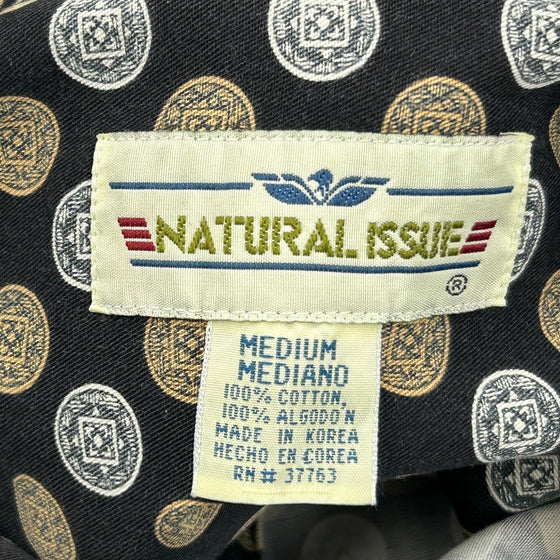 NATURAL ISSUE
®
MEDIUM
MEDIANO
100% COTTON,
100% ALGODO'N
MADE IN KOREA
HECHO EN COREA
RN# 37763